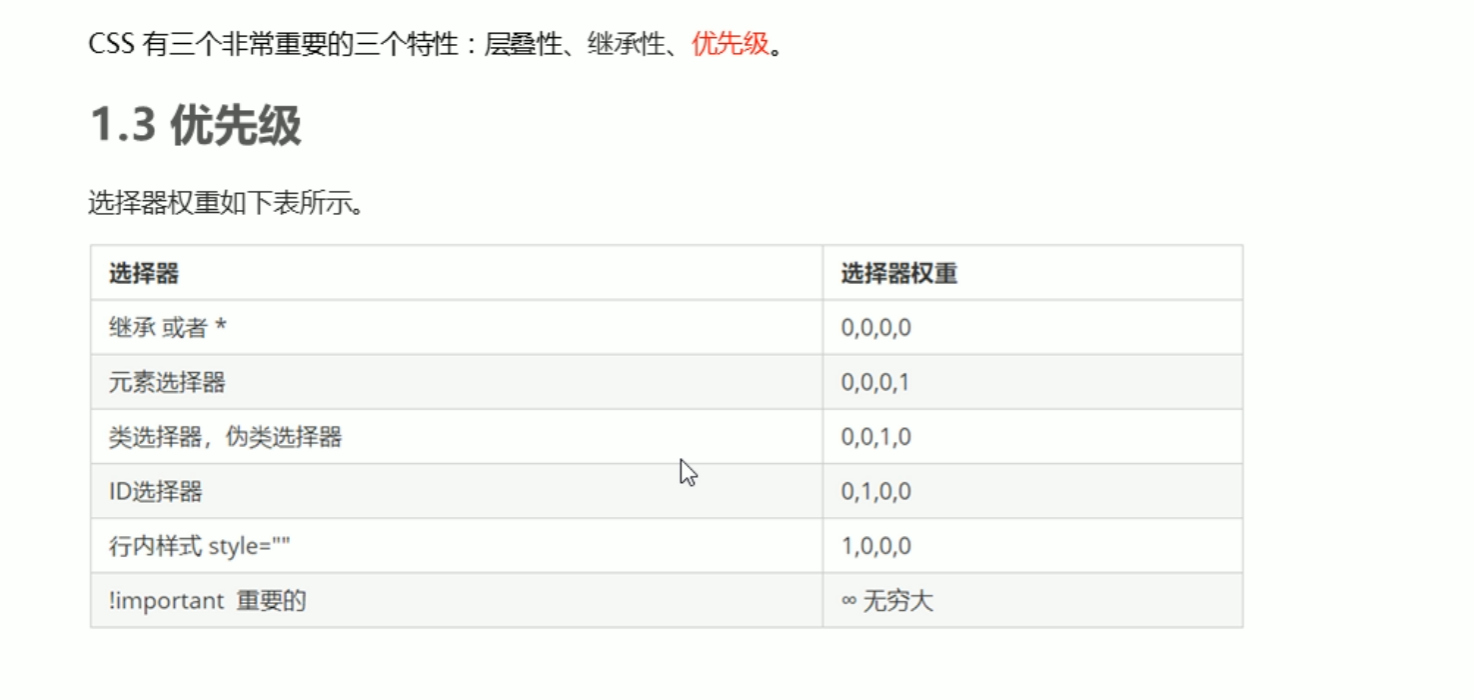 CSS 有三个非常重要的三个特性：层叠性、继承性、优先级。
1.3 优先级
选择器权重如下表所示。
选择器 选择器权重
继承 或者 * 0,0,0,0
元素选择器 0,0,0,1
类选择器，伪类选择器 0,0,1,0
ID选择器 0,1,0,0
行内样式 style="" 1,0,0,0
!important 重要的 ∞ 无穷大